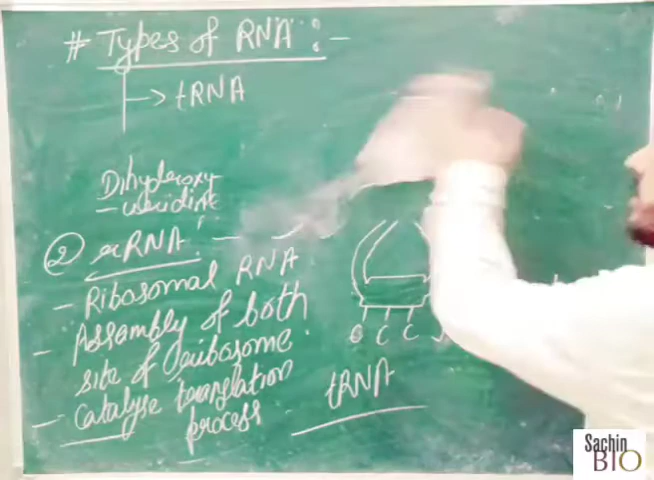 # Types of RNA :-
→ tRNA
Dihydroxy
- uridine
② rRNA :-
- Ribosomal RNA
- Assembly of both
site of ribosome.
- Catalyse translation
process
C C
tRNA
Sachin
BIO